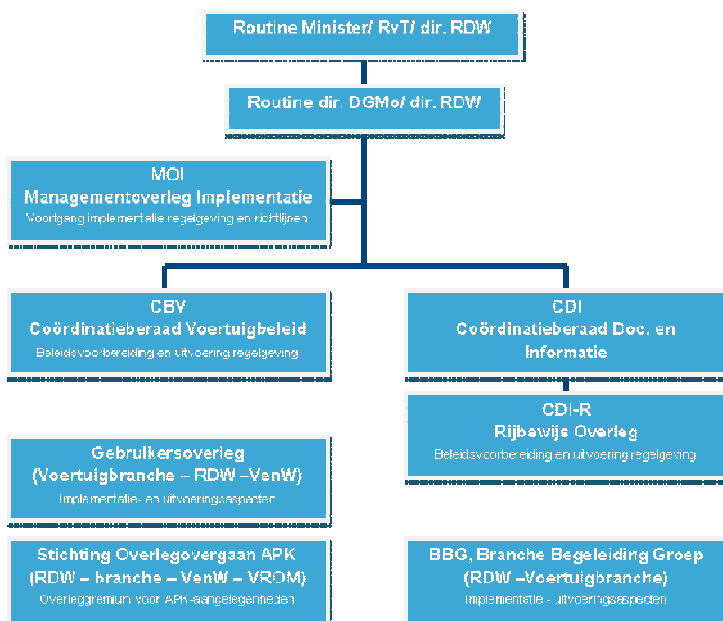 Routine Minister/ RvT/ dir. RDW
Routine dir. DGMo/ dir. RDW
MOI
Managementoverleg Implementatie
Voortgang implementatie regelgeving en richtlijnen
CBV
Coördinatieberaad Voertuigbeleid
Beleidsvoorbereiding en uitvoering regelgeving
CDI
Coördinatieberaad Doc. en
Informatie
CDI-R
Rijbewijs Overleg
Beleidsvoorbereiding en uitvoering regelgeving
Gebruikersoverleg
(Voertuigbranche – RDW –VenW)
Implementatie- en uitvoeringsaspecten
Stichting Overlegovergaan APK
(RDW – branche – VenW – VROM)
Overleggremium voor APK-aangelegenheden
BBG, Branche Begeleiding Groep
(RDW –Voertuigbranche)
Implementatie - uitvoeringsaspecten